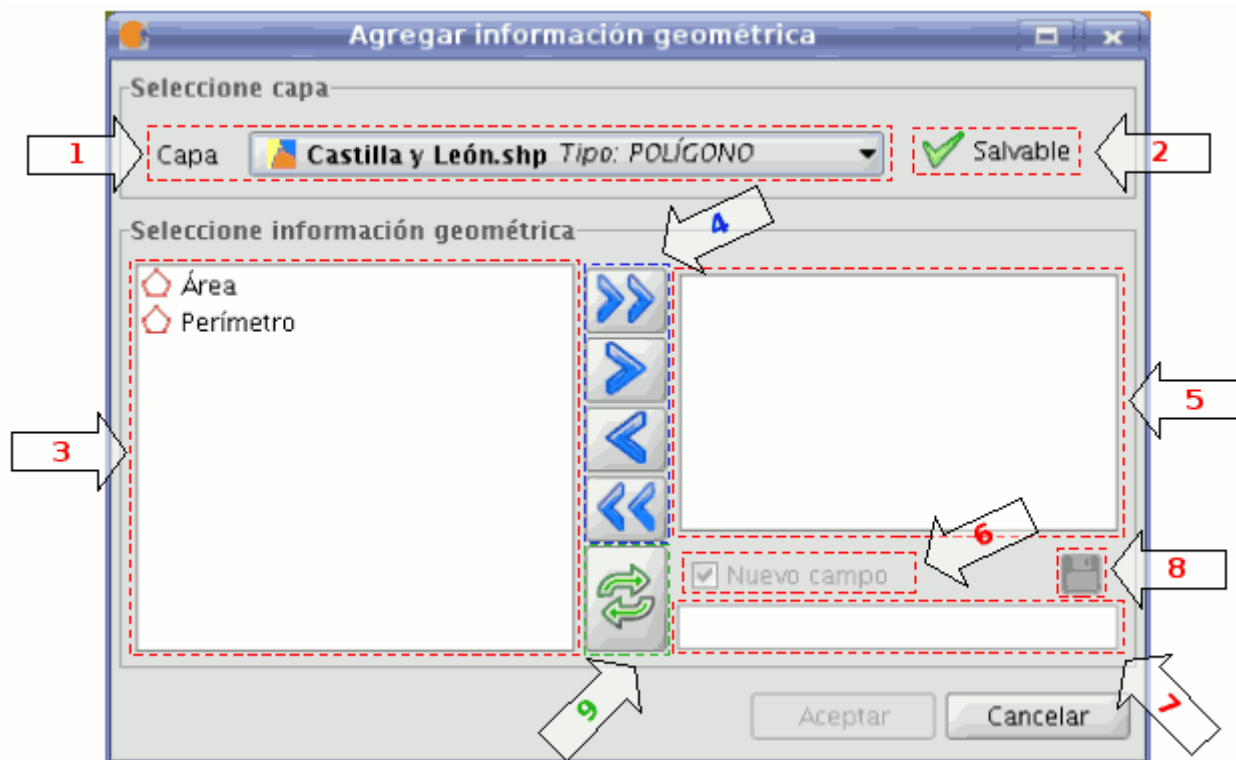 Agregar información geométrica
Seleccione capa
1
Capa
Castilla y León.shp Tipo: POLÍGONO
Salvable
2
4
Seleccione información geométrica
Área
Perímetro
3
5
6
Nuevo campo
8
9
7
Aceptar
Cancelar